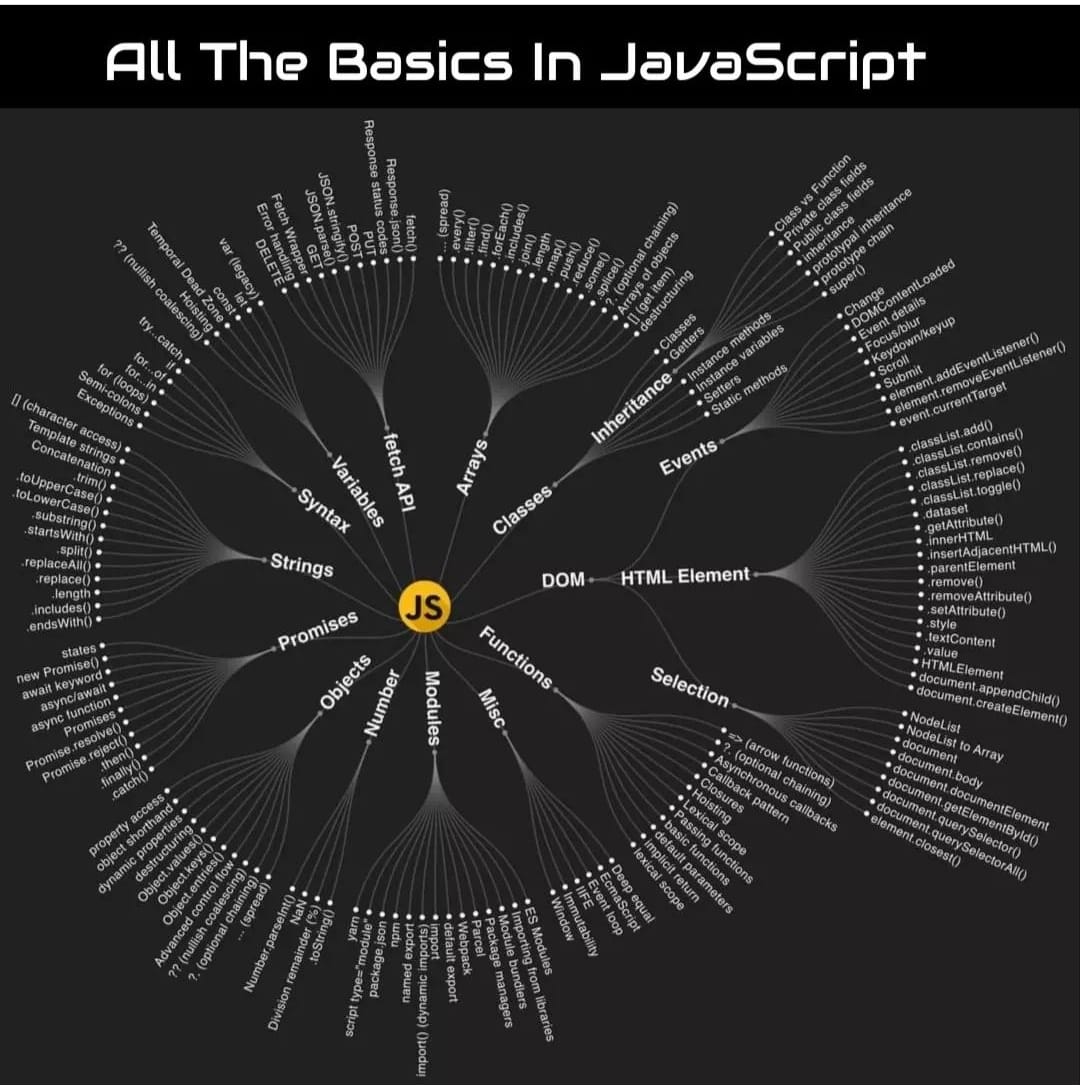 All The Basics In JavaScript
JS
fetch API
DELETE
Error handling
Fetch Wrapper
GET
JSON.parse()
JSON.stringify()
POST
PUT
Response status codes
Response.json()
fetch()
Arrays
... (spread)
.every()
.filter()
.find()
.forEach()
.includes()
.join()
.length
.map()
.push()
.reduce()
.some()
.splice()
?. (optional chaining)
Arrays of objects
[] (get item)
destructuring
Classes
Classes
Getters
Inheritance
Class vs Function
Private class fields
Public class fields
Inheritance
prototypal inheritance
prototype chain
super()
Instance methods
Instance variables
Setters
Static methods
DOM
Events
Change
DOMContentLoaded
Event details
Focus/blur
Keydown/keyup
Scroll
Submit
element.addEventListener()
element.removeEventListener()
event.currentTarget
HTML Element
.classList.add()
.classList.contains()
.classList.remove()
.classList.replace()
.classList.toggle()
.dataset
.getAttribute()
.innerHTML
.insertAdjacentHTML()
.parentElement
.remove()
.removeAttribute()
.setAttribute()
.style
.textContent
.value
HTMLElement
document.appendChild()
document.createElement()
Selection
NodeList
NodeList to Array
document
document.body
document.documentElement
document.getElementById()
document.querySelector()
document.querySelectorAll()
element.closest()
Functions
=> (arrow functions)
?. (optional chaining)
Asynchronous callbacks
Callback pattern
Closures
Hoisting
Lexical scope
Passing functions
basic functions
default parameters
implicit return
lexical scope
Misc
Deep equal
EcmaScript
Event loop
IIFE
Immutability
Window
Modules
ES Modules
Importing from libraries
Module bundlers
Package managers
Parcel
Webpack
default export
import() (dynamic imports)
named export
npm
package.json
script type="module"
yarn
Number
.toString()
Division remainder (%)
NaN
Number.parseInt()
Objects
... (spread)
?. (optional chaining)
?? (nullish coalescing)
Advanced control flow
Object.entries()
Object.keys()
Object.values()
destructuring
dynamic properties
object shorthand
property access
Promises
.catch()
.finally()
.then()
Promise.reject()
Promise.resolve()
Promises
async function
async/await
await keyword
new Promise()
states
Strings
.endsWith()
.includes()
.length
.replace()
.replaceAll()
.split()
.startsWith()
.substring()
.toLowerCase()
.toUpperCase()
.trim()
Concatenation
Template strings
[] (character access)
Syntax
Exceptions
Semi-colons
for (loops)
for...in
for...of
if
try...catch
Variables
?? (nullish coalescing)
Hoisting
Temporal Dead Zone
const
let
var (legacy)